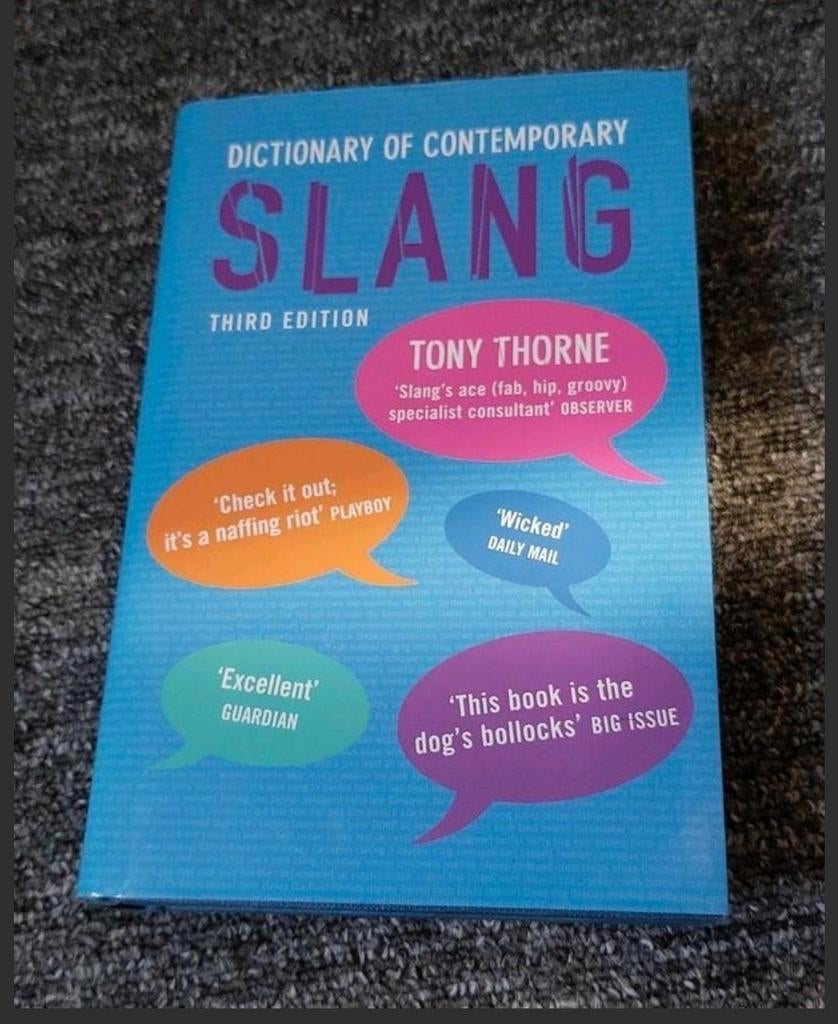 DICTIONARY OF CONTEMPORARY
SLANG
THIRD EDITION
TONY THORNE
'Slang's ace (fab, hip, groovy)
specialist consultant' OBSERVER
'Check it out;
it's a naffing riot' PLAYBOY
'Wicked'
DAILY MAIL
'Excellent'
GUARDIAN
'This book is the
dog's bollocks' BIG ISSUE